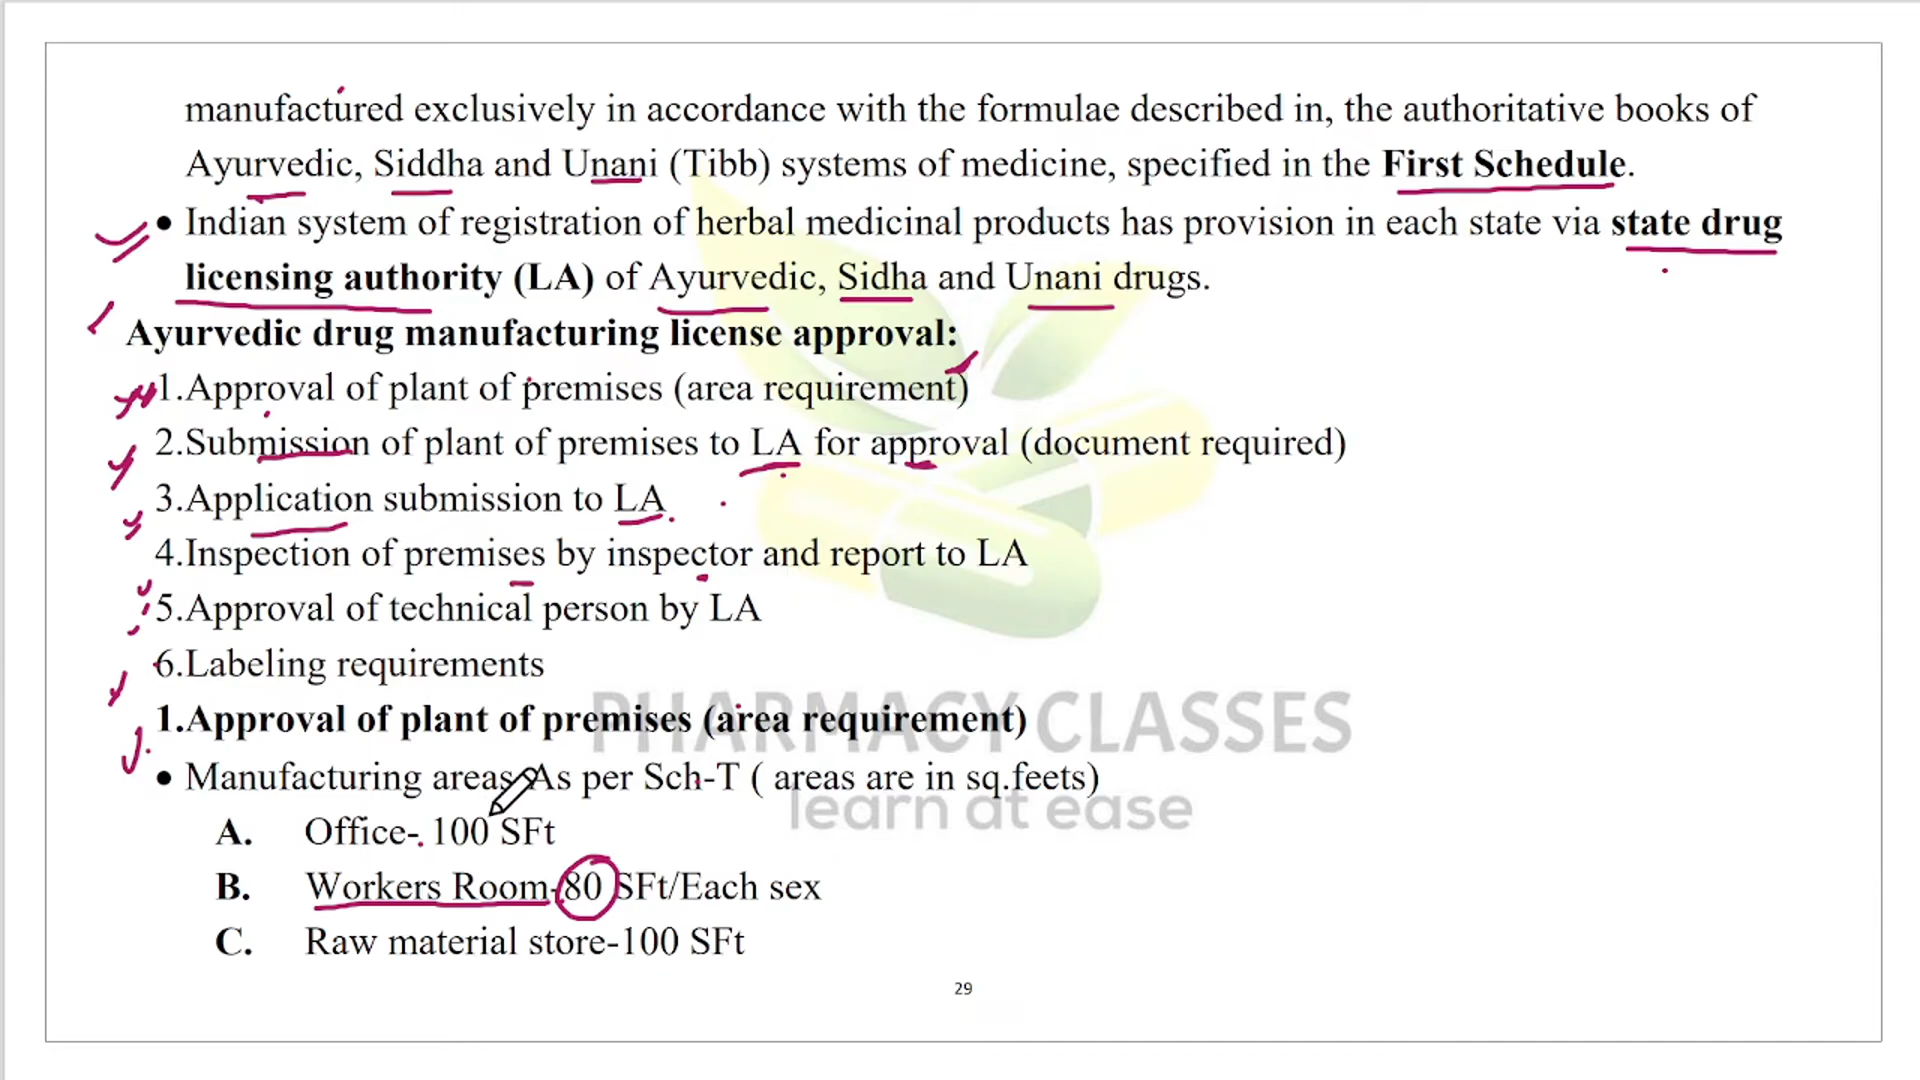 manufactured exclusively in accordance with the formulae described in, the authoritative books of
Ayurvedic, Siddha and Unani (Tibb) systems of medicine, specified in the First Schedule.
• Indian system of registration of herbal medicinal products has provision in each state via state drug
licensing authority (LA) of Ayurvedic, Sidha and Unani drugs.
Ayurvedic drug manufacturing license approval:
1.Approval of plant of premises (area requirement)
2.Submission of plant of premises to LA for approval (document required)
3.Application submission to LA
4.Inspection of premises by inspector and report to LA
5.Approval of technical person by LA
6.Labeling requirements
1.Approval of plant of premises (area requirement)
PHARMACY CLASSES
• Manufacturing areas As per Sch-T ( areas are in sq.feets)
learn at ease
A. Office- 100 SFt
B. Workers Room-80 SFt/Each sex
C. Raw material store-100 SFt
29